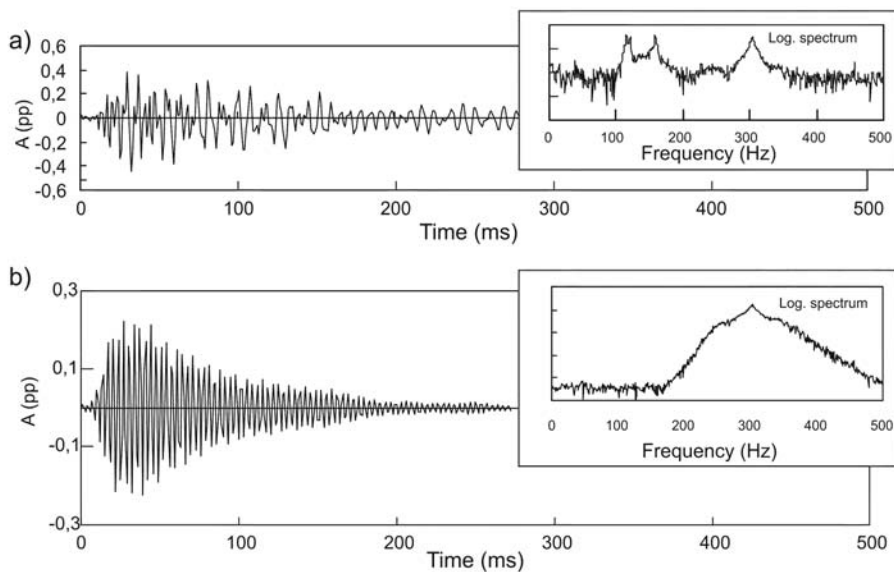 a)
0,6
0,4
0,2
0
-0,2
-0,4
-0,6
A (pp)
0 100 200 300 400 500
Time (ms)
Log. spectrum
0 100 200 300 400 500
Frequency (Hz)
b)
0,3
0,1
-0,1
-0,3
A (pp)
0 100 200 300 400 500
Time (ms)
Log. spectrum
0 100 200 300 400 500
Frequency (Hz)